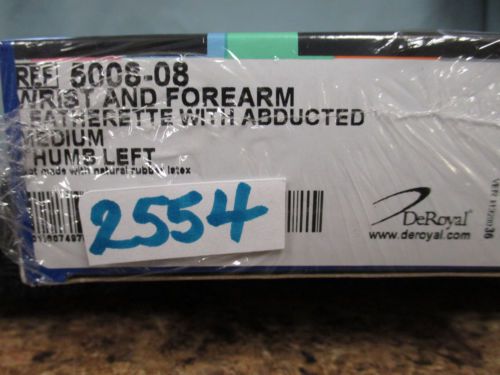 REF 5006-08
WRIST AND FOREARM
LEATHERETTE WITH ABDUCTED
MEDIUM
THUMB LEFT
not made with natural rubber latex
2554
DeRoyal
www.deroyal.com